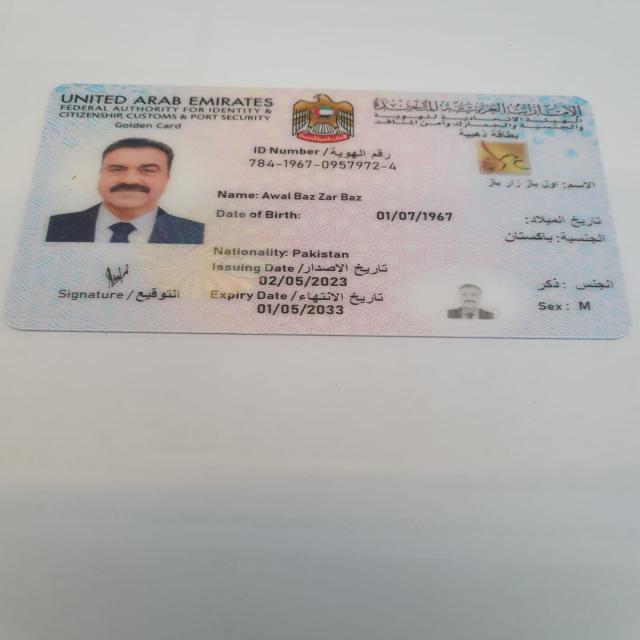 UNITED ARAB EMIRATES
FEDERAL AUTHORITY FOR IDENTITY &
CITIZENSHIP, CUSTOMS & PORT SECURITY
Golden Card
الإمارات العربية المتحدة
الهيئة الاتحادية للهوية
والجنسية والجمارك وأمن المنافذ
بطاقة ذهبية
ID Number / رقم الهوية
784-1967-0957972-4
الاسم: اول باز زار باز
Name: Awal Baz Zar Baz
Date of Birth: 01/07/1967 تاريخ الميلاد:
الجنسية: باكستان
Nationality: Pakistan
Issuing Date / تاريخ الاصدار
02/05/2023
Expiry Date / تاريخ الانتهاء
01/05/2033
Signature / التوقيع
الجنس : ذكر
Sex: M